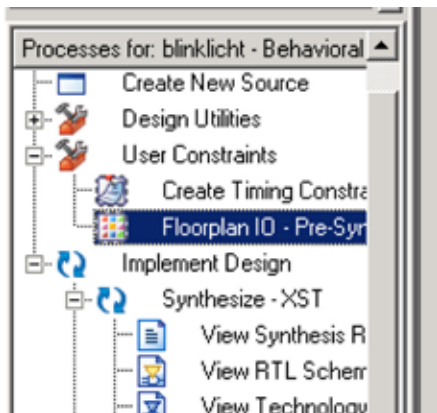 Processes for: blinklicht - Behavioral
Create New Source
Design Utilities
User Constraints
Create Timing Constra
Floorplan IO - Pre-Syn
Implement Design
Synthesize - XST
View Synthesis R
View RTL Schem
View Technology